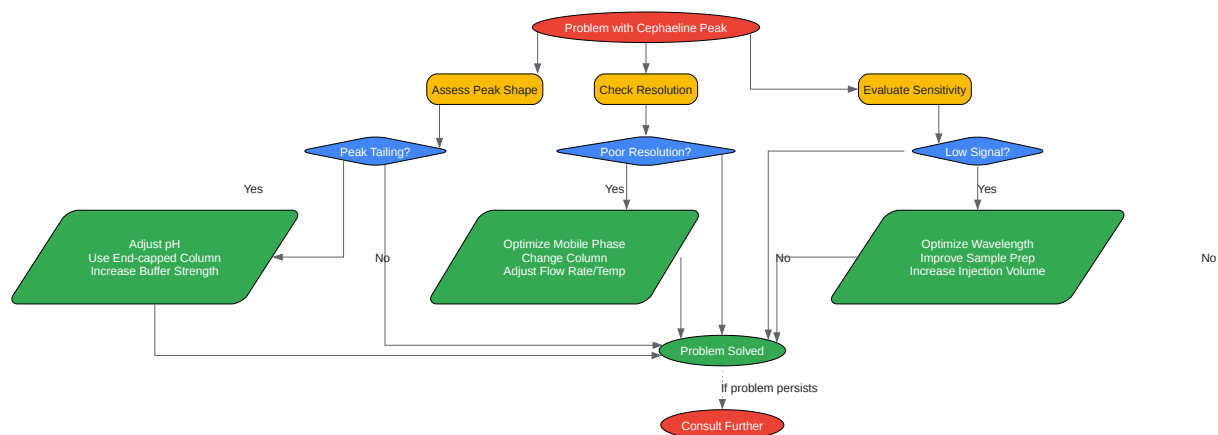 Problem with Cephaeline Peak
Assess Peak Shape
Check Resolution
Evaluate Sensitivity
Peak Tailing?
Poor Resolution?
Low Signal?
Yes
Yes
Yes
Adjust pH
Use End-capped Column
Increase Buffer Strength
No
Optimize Mobile Phase
Change Column
Adjust Flow Rate/Temp
No
Optimize Wavelength
Improve Sample Prep
Increase Injection Volume
No
Problem Solved
If problem persists
Consult Further